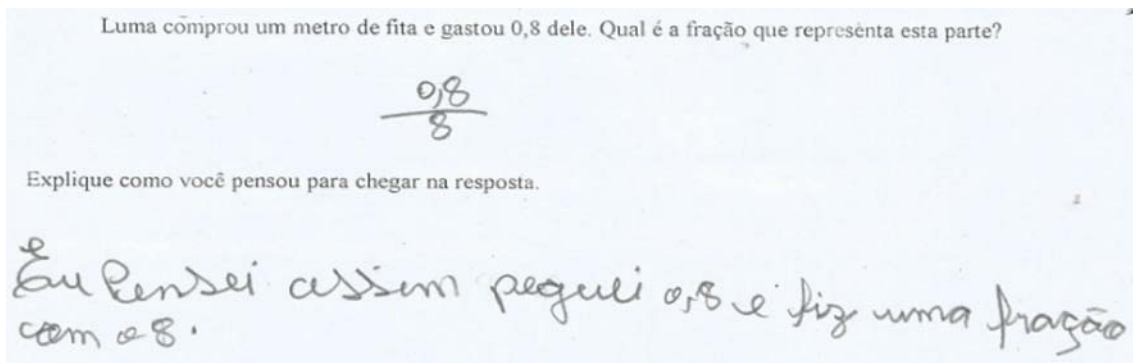 Luma comprou um metro de fita e gastou 0,8 dele. Qual é a fração que representa esta parte?
0,8
8
Explique como você pensou para chegar na resposta.
Eu Pensei assim peguei 0,8 e fiz uma fração
com o 8.